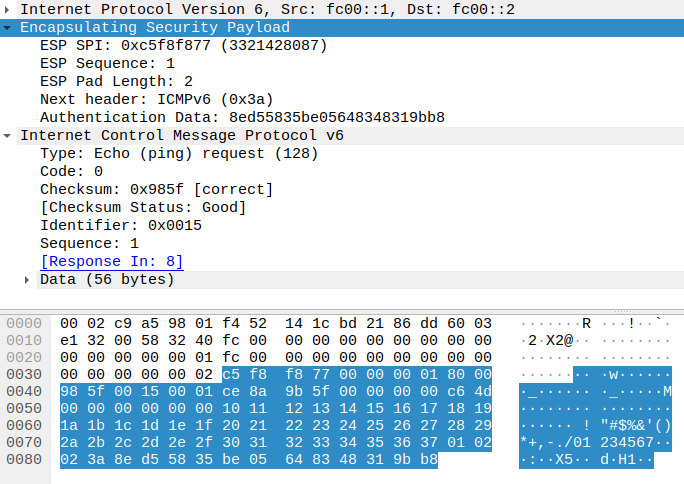 Internet Protocol Version 6, Src: fc00::1, Dst: fc00::2
Encapsulating Security Payload
ESP SPI: 0xc5f8f877 (3321428087)
ESP Sequence: 1
ESP Pad Length: 2
Next header: ICMPv6 (0x3a)
Authentication Data: 8ed55835be05648348319bb8
Internet Control Message Protocol v6
Type: Echo (ping) request (128)
Code: 0
Checksum: 0x985f [correct]
[Checksum Status: Good]
Identifier: 0x0015
Sequence: 1
[Response In: 8]
Data (56 bytes)
0000 00 02 c9 a5 98 01 f4 52 14 1c bd 21 86 dd 60 03 ·······R ···!··`·
0010 e1 32 00 58 32 40 fc 00 00 00 00 00 00 00 00 00 ·2·X2@·· ········
0020 00 00 00 00 00 01 fc 00 00 00 00 00 00 00 00 00 ········ ········
0030 00 00 00 00 00 02 c5 f8 f8 77 00 00 00 01 80 00 ········ ·w······
0040 98 5f 00 15 00 01 ce 8a 9b 5f 00 00 00 00 c6 4d ·_······ ·_·····M
0050 00 00 00 00 00 00 10 11 12 13 14 15 16 17 18 19 ········ ········
0060 1a 1b 1c 1d 1e 1f 20 21 22 23 24 25 26 27 28 29 ······ ! "#$%&'()
0070 2a 2b 2c 2d 2e 2f 30 31 32 33 34 35 36 37 01 02 *+,-./01 234567··
0080 02 3a 8e d5 58 35 be 05 64 83 48 31 9b b8 ·:··X5·· d·H1··